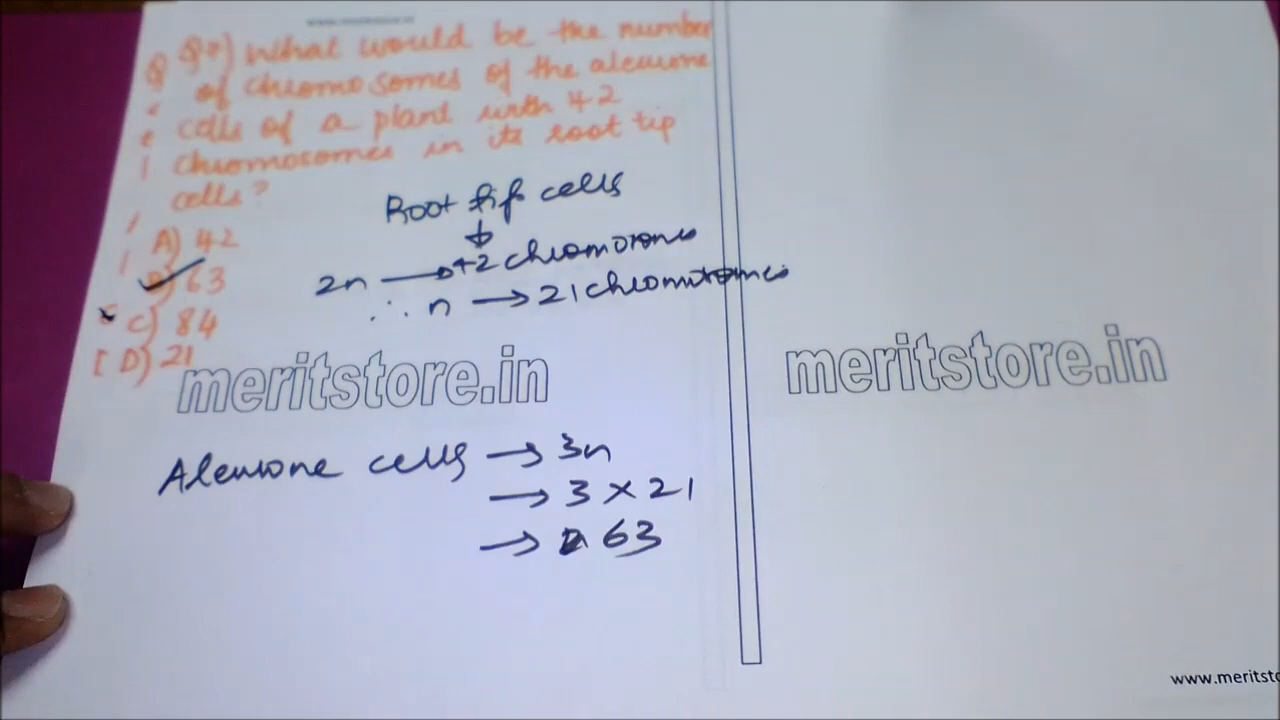 Q*) What would be the number
of chromosomes of the aleurone
cells of a plant with 42
chromosomes in its root tip
cells?
A) 42
B) 63
C) 84
D) 21
Root tip cells
2n → 42 chromosomes
∴ n → 21 chromosomes
meritstore.in
meritstore.in
Aleurone cells → 3n
→ 3 × 21
→ 63
www.meritst